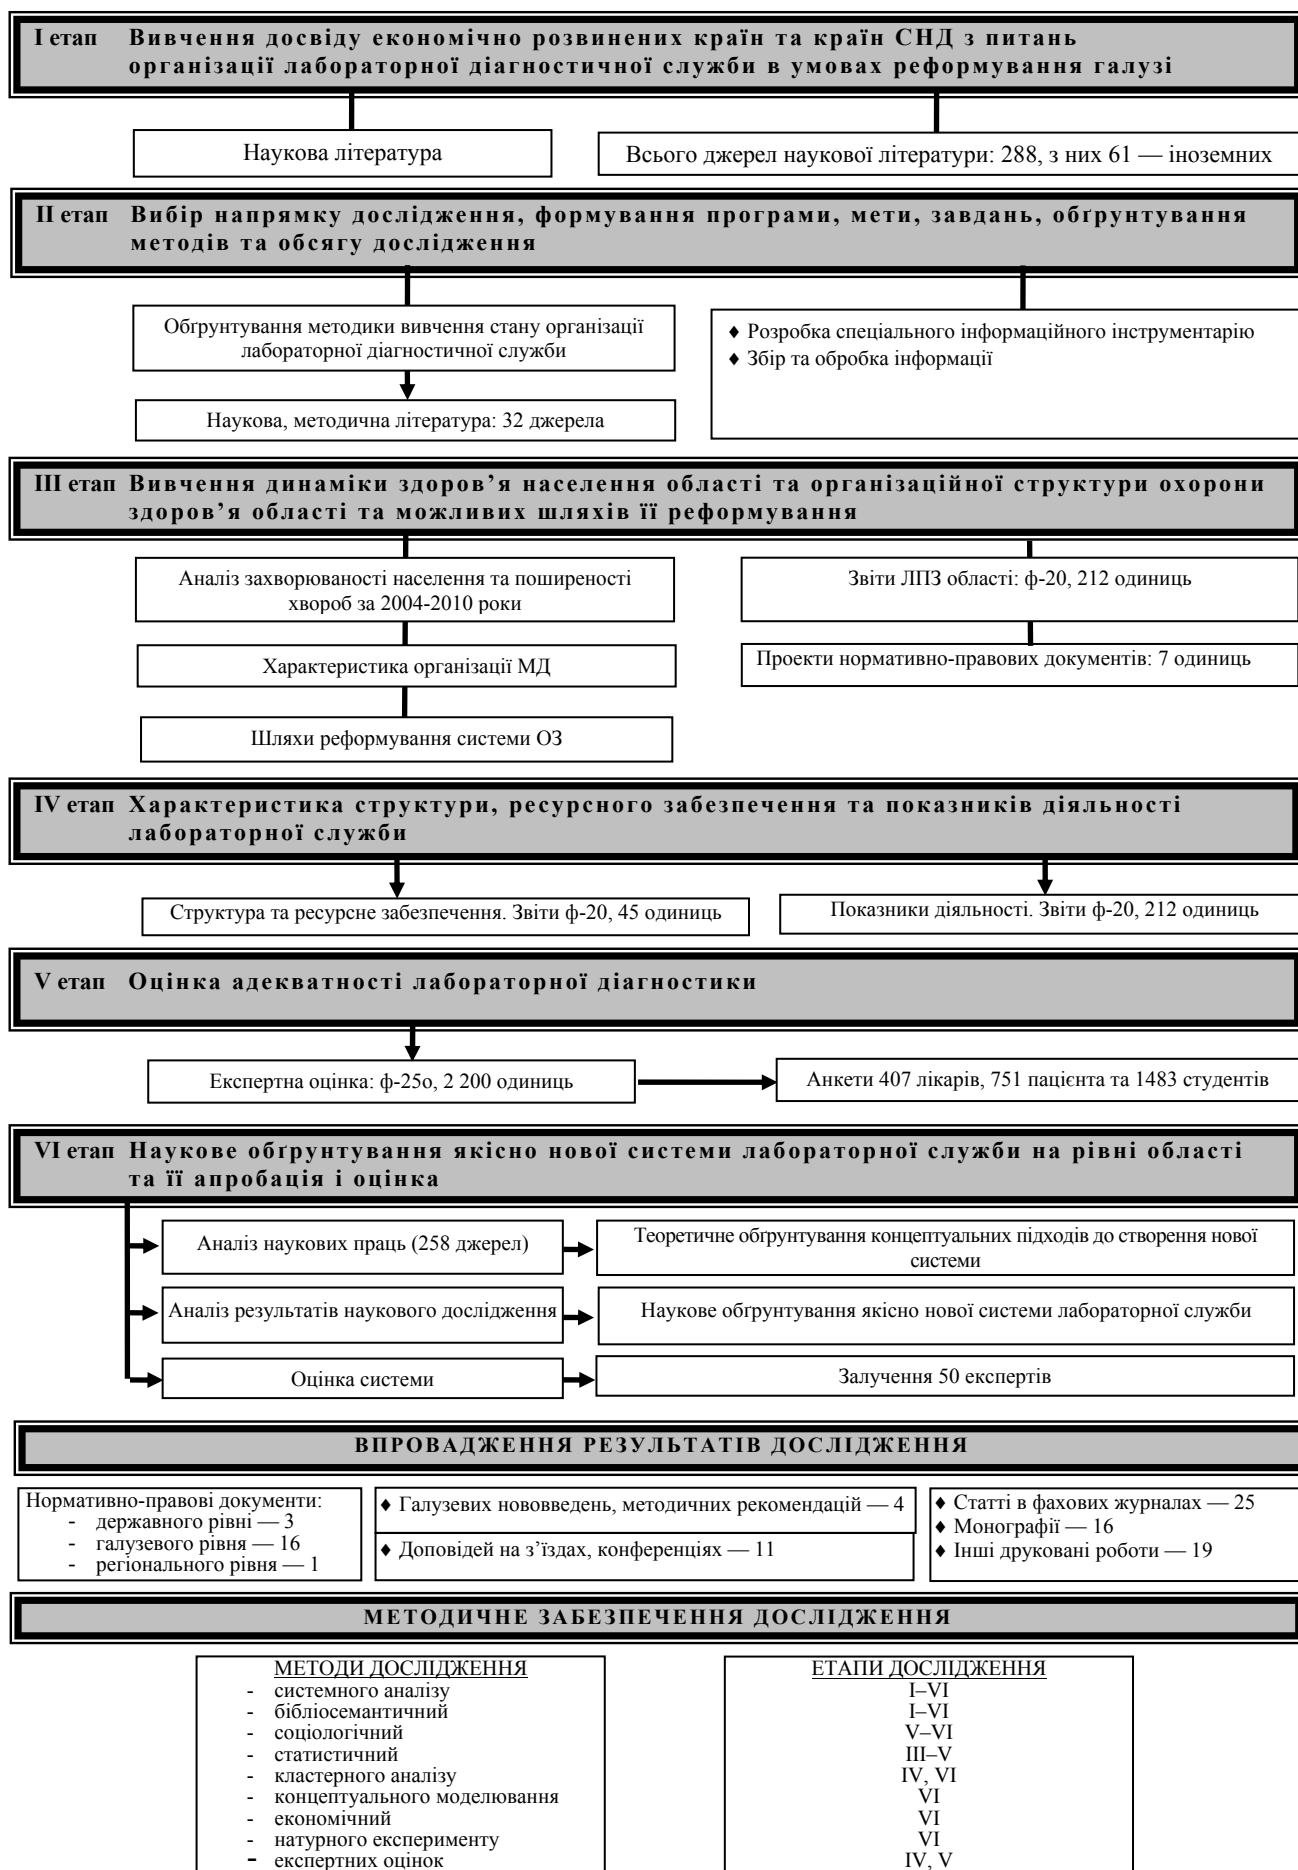 I етап Вивчення досвіду економічно розвинених країн та країн СНД з питань
організації лабораторної діагностичної служби в умовах реформування галузі
Наукова література
Всього джерел наукової літератури: 288, з них 61 — іноземних
II етап Вибір напрямку дослідження, формування програми, мети, завдань, обґрунтування
методів та обсягу дослідження
Обґрунтування методики вивчення стану організації
лабораторної діагностичної служби
♦ Розробка спеціального інформаційного інструментарію
♦ Збір та обробка інформації
Наукова, методична література: 32 джерела
III етап Вивчення динаміки здоров’я населення області та організаційної структури охорони
здоров’я області та можливих шляхів її реформування
Аналіз захворюваності населення та поширеності
хвороб за 2004-2010 роки
Звіти ЛПЗ області: ф-20, 212 одиниць
Характеристика організації МД
Проекти нормативно-правових документів: 7 одиниць
Шляхи реформування системи ОЗ
IV етап Характеристика структури, ресурсного забезпечення та показників діяльності
лабораторної служби
Структура та ресурсне забезпечення. Звіти ф-20, 45 одиниць
Показники діяльності. Звіти ф-20, 212 одиниць
V етап Оцінка адекватності лабораторної діагностики
Експертна оцінка: ф-25о, 2 200 одиниць
Анкети 407 лікарів, 751 пацієнта та 1483 студентів
VI етап Наукове обґрунтування якісно нової системи лабораторної служби на рівні області
та її апробація і оцінка
Аналіз наукових праць (258 джерел)
Теоретичне обґрунтування концептуальних підходів до створення нової
системи
Аналіз результатів наукового дослідження
Наукове обґрунтування якісно нової системи лабораторної служби
Оцінка системи
Залучення 50 експертів
ВПРОВАДЖЕННЯ РЕЗУЛЬТАТІВ ДОСЛІДЖЕННЯ
Нормативно-правові документи:
- державного рівні — 3
- галузевого рівня — 16
- регіонального рівня — 1
♦ Галузевих нововведень, методичних рекомендацій — 4
♦ Доповідей на з’їздах, конференціях — 11
♦ Статті в фахових журналах — 25
♦ Монографії — 16
♦ Інші друковані роботи — 19
МЕТОДИЧНЕ ЗАБЕЗПЕЧЕННЯ ДОСЛІДЖЕННЯ
МЕТОДИ ДОСЛІДЖЕННЯ
- системного аналізу
- бібліосемантичний
- соціологічний
- статистичний
- кластерного аналізу
- концептуального моделювання
- економічний
- натурного експерименту
- експертних оцінок
ЕТАПИ ДОСЛІДЖЕННЯ
I–VI
I–VI
V–VI
III–V
IV, VI
VI
VI
VI
IV, V